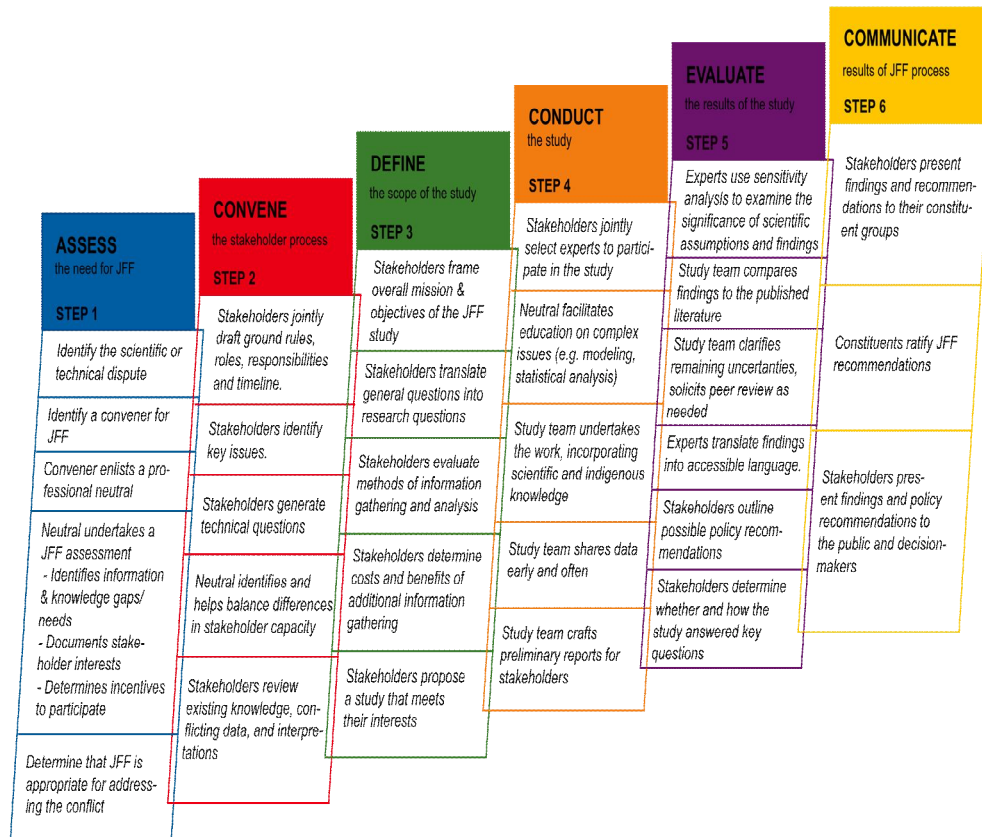 ASSESS
the need for JFF
STEP 1
Identify the scientific or
technical dispute
Identify a convener for
JFF
Convener enlists a pro-
fessional neutral
Neutral undertakes a
JFF assessment
- Identifies information
& knowledge gaps/
needs
- Documents stake-
holder interests
- Determines incentives
to participate
Determine that JFF is
appropriate for address-
ing the conflict
CONVENE
the stakeholder process
STEP 2
Stakeholders jointly
draft ground rules,
roles, responsibilities
and timeline.
Stakeholders identify
key issues.
Stakeholders generate
technical questions
Neutral identifies and
helps balance differences
in stakeholder capacity
Stakeholders review
existing knowledge, con-
flicting data, and interpre-
tations
DEFINE
the scope of the study
STEP 3
Stakeholders frame
overall mission &
objectives of the JFF
study
Stakeholders translate
general questions into
research questions
Stakeholders evaluate
methods of information
gathering and analysis
Stakeholders determine
costs and benefits of
additional information
gathering
Stakeholders propose
a study that meets
their interests
CONDUCT
the study
STEP 4
Stakeholders jointly
select experts to partici-
pate in the study
Neutral facilitates
education on complex
issues (e.g. modeling,
statistical analysis)
Study team undertakes
the work, incorporating
scientific and indigenous
knowledge
Study team shares data
early and often
Study team crafts
preliminary reports for
stakeholders
EVALUATE
the results of the study
STEP 5
Experts use sensitivity
analysis to examine the
significance of scientific
assumptions and findings
Study team compares
findings to the published
literature
Study team clarifies
remaining uncertanties,
solicits peer review as
needed
Experts translate findings
into accessible language.
Stakeholders outline
possible policy recom-
mendations
Stakeholders determine
whether and how the
study answered key
questions
COMMUNICATE
results of JFF process
STEP 6
Stakeholders present
findings and recommen-
dations to their constitu-
ent groups
Constituents ratify JFF
recommendations
Stakeholders pres-
ent findings and policy
recommendations to
the public and decision-
makers